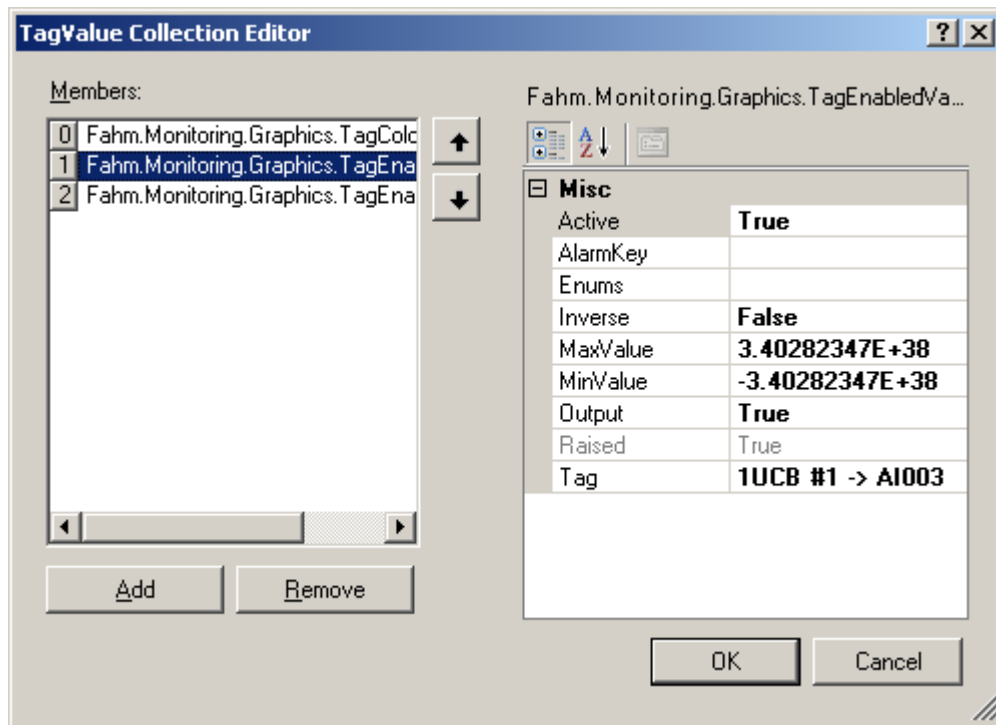 TagValue Collection Editor
Members:
0 Fahm.Monitoring.Graphics.TagColo
1 Fahm.Monitoring.Graphics.TagEna
2 Fahm.Monitoring.Graphics.TagEna
Add Remove
Fahm.Monitoring.Graphics.TagEnabledVa...
Misc
Active True
AlarmKey
Enums
Inverse False
MaxValue 3.40282347E+38
MinValue -3.40282347E+38
Output True
Raised True
Tag 1UCB #1 -> AI003
OK Cancel